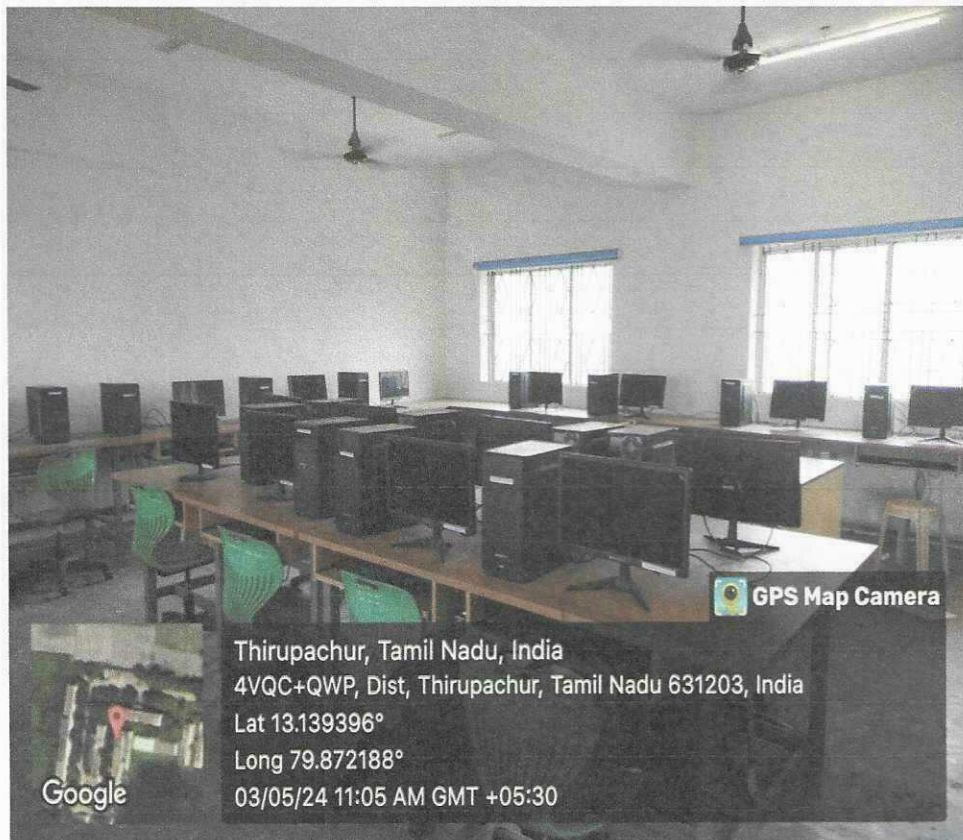 GPS Map Camera
Thirupachur, Tamil Nadu, India
4VQC+QWP, Dist, Thirupachur, Tamil Nadu 631203, India
Lat 13.139396°
Long 79.872188°
03/05/24 11:05 AM GMT +05:30
Google